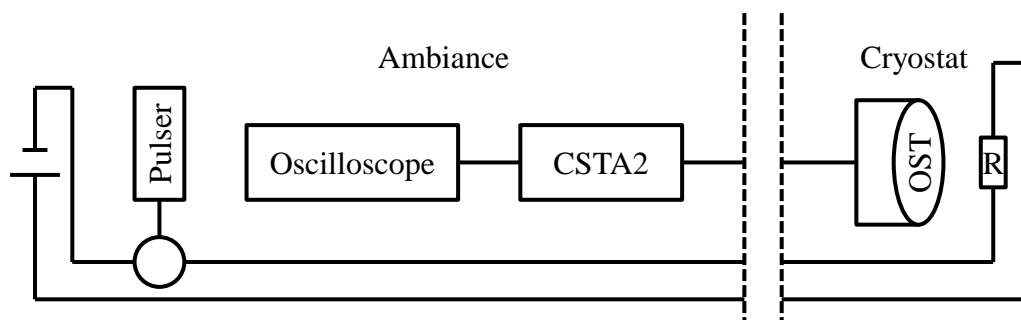 Ambiance
Cryostat
Pulser
Oscilloscope
CSTA2
OST
R